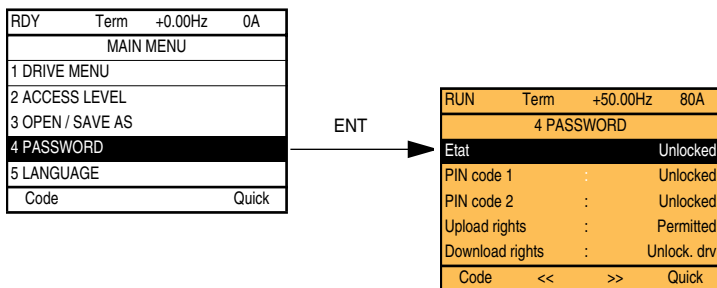 RDY Term +0.00Hz 0A
MAIN MENU
1 DRIVE MENU
2 ACCESS LEVEL
3 OPEN / SAVE AS
4 PASSWORD
5 LANGUAGE
Code Quick
ENT
RUN Term +50.00Hz 80A
4 PASSWORD
Etat Unlocked
PIN code 1 : Unlocked
PIN code 2 : Unlocked
Upload rights : Permitted
Download rights : Unlock. drv
Code << >> Quick